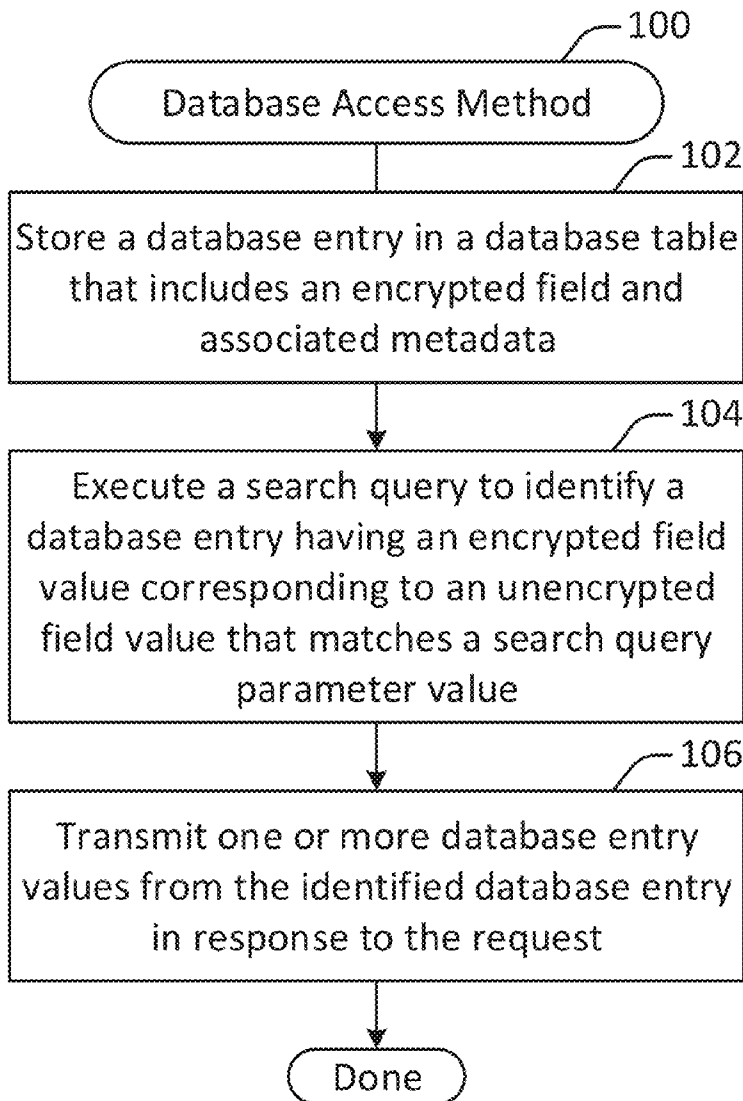 100
Database Access Method
102
Store a database entry in a database table
that includes an encrypted field and
associated metadata
104
Execute a search query to identify a
database entry having an encrypted field
value corresponding to an unencrypted
field value that matches a search query
parameter value
106
Transmit one or more database entry
values from the identified database entry
in response to the request
Done